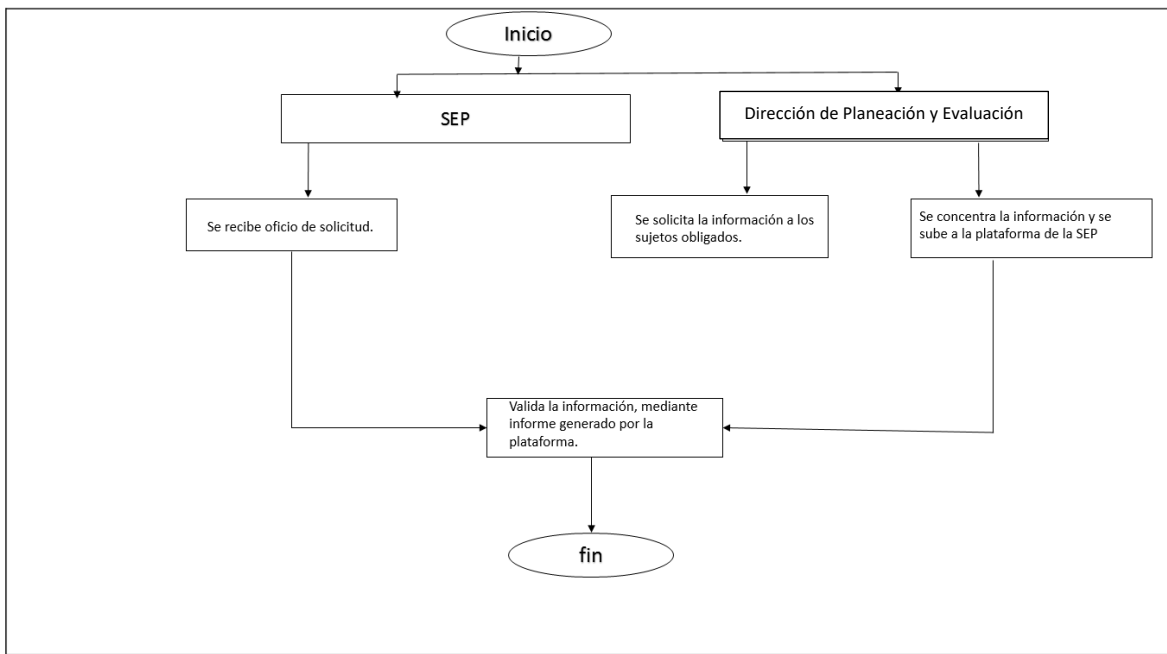 Inicio
SEP
Dirección de Planeación y Evaluación
Se recibe oficio de solicitud.
Se solicita la información a los
sujetos obligados.
Se concentra la información y se
sube a la plataforma de la SEP
Valida la información, mediante
informe generado por la
plataforma.
fin